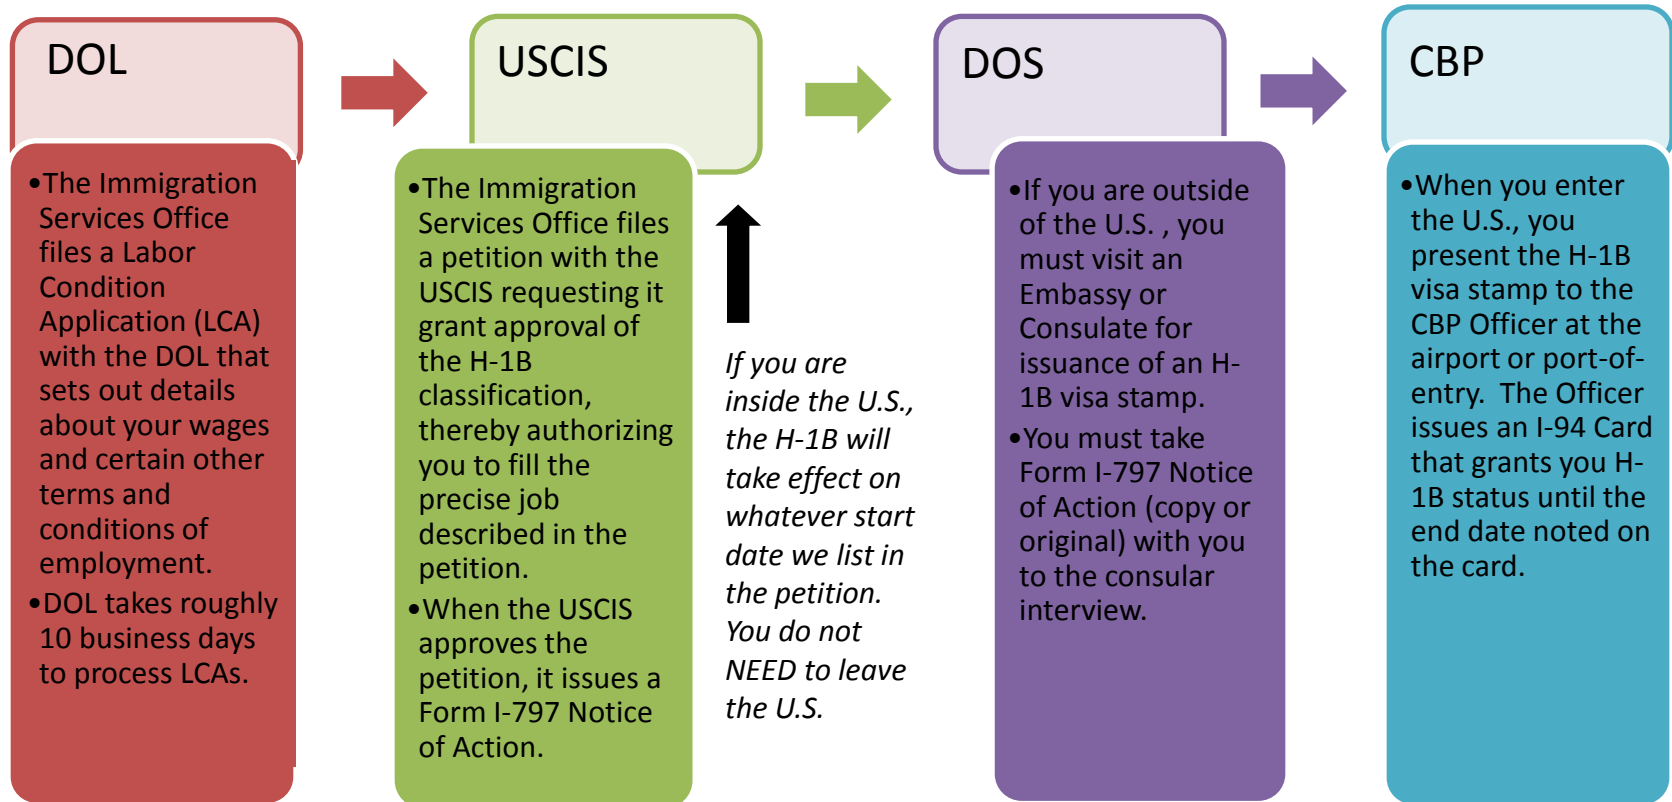 DOL
•The Immigration
Services Office
files a Labor
Condition
Application (LCA)
with the DOL that
sets out details
about your wages
and certain other
terms and
conditions of
employment.
•DOL takes roughly
10 business days
to process LCAs.
USCIS
•The Immigration
Services Office files
a petition with the
USCIS requesting it
grant approval of
the H-1B
classification,
thereby authorizing
you to fill the
precise job
described in the
petition.
•When the USCIS
approves the
petition, it issues a
Form I-797 Notice
of Action.
If you are
inside the U.S.,
the H-1B will
take effect on
whatever start
date we list in
the petition.
You do not
NEED to leave
the U.S.
DOS
•If you are outside
of the U.S. , you
must visit an
Embassy or
Consulate for
issuance of an H-
1B visa stamp.
•You must take
Form I-797 Notice
of Action (copy or
original) with you
to the consular
interview.
CBP
•When you enter
the U.S., you
present the H-1B
visa stamp to the
CBP Officer at the
airport or port-of-
entry.  The Officer
issues an I-94 Card
that grants you H-
1B status until the
end date noted on
the card.